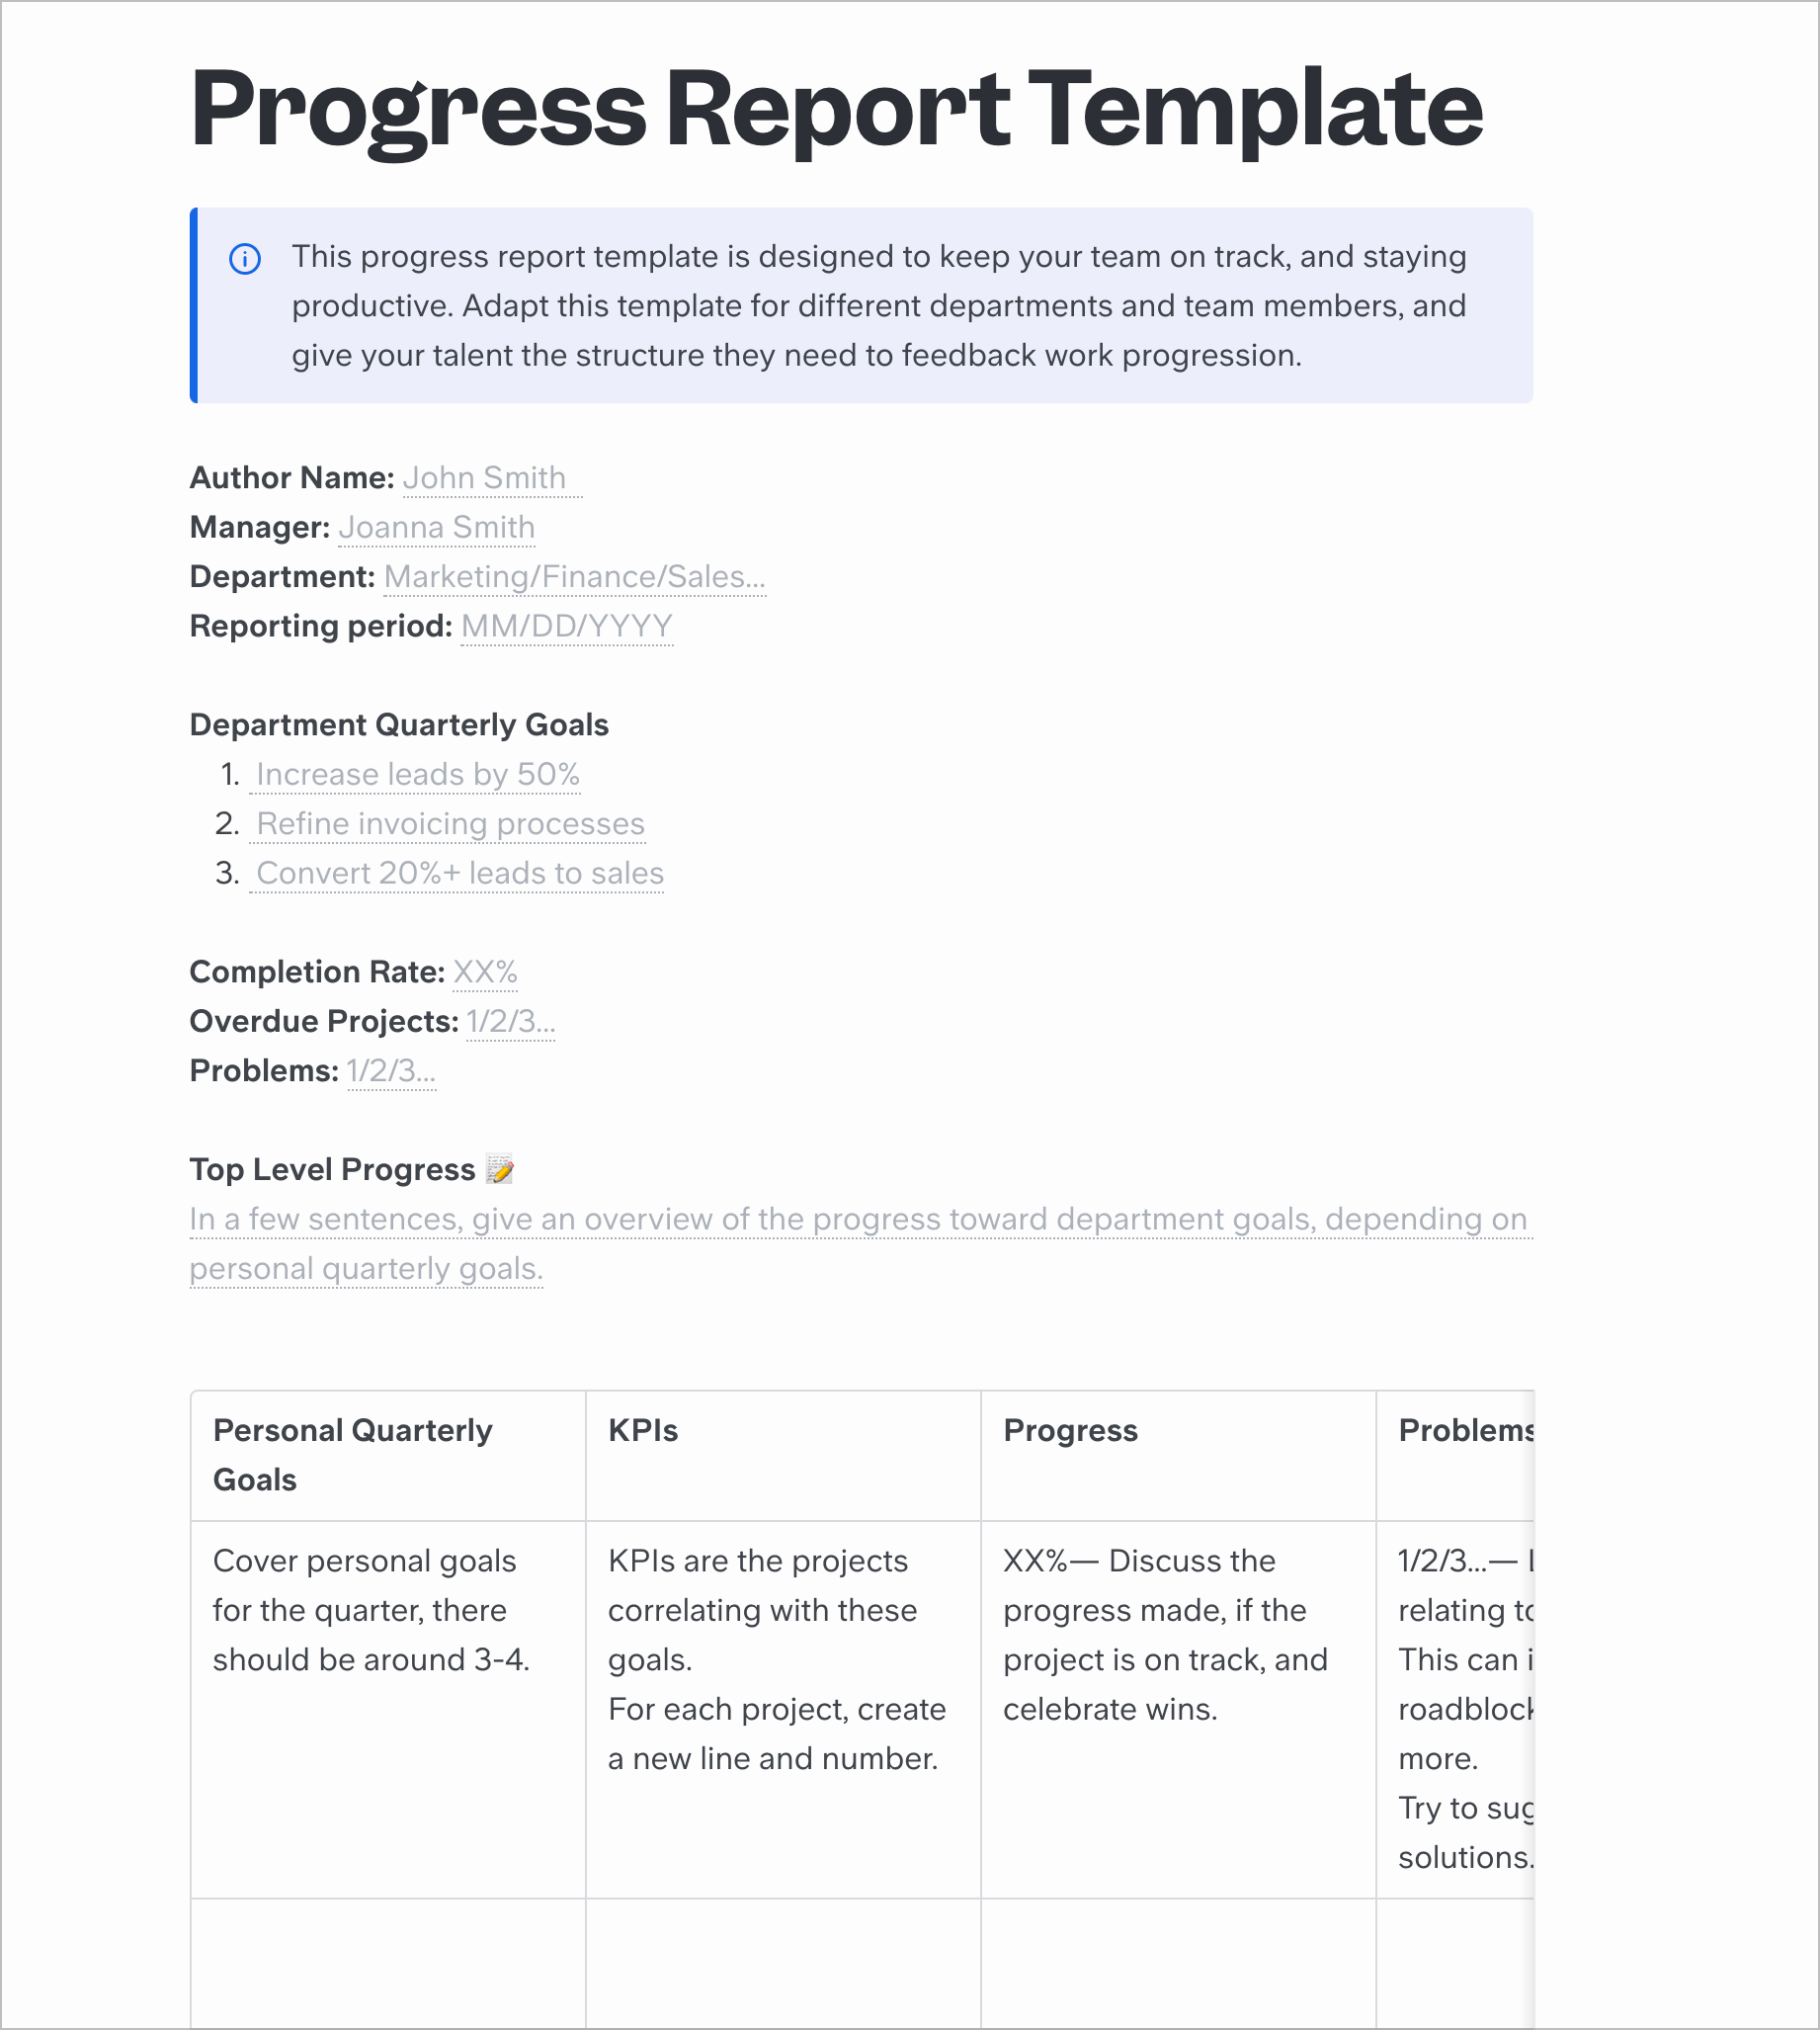 Progress Report Template
This progress report template is designed to keep your team on track, and staying
productive. Adapt this template for different departments and team members, and
give your talent the structure they need to feedback work progression.
Author Name: John Smith
Manager: Joanna Smith
Department: Marketing/Finance/Sales...
Reporting period: MM/DD/YYYY
Department Quarterly Goals
1. Increase leads by 50%
2. Refine invoicing processes
3. Convert 20%+ leads to sales
Completion Rate: XX%
Overdue Projects: 1/2/3...
Problems: 1/2/3...
Top Level Progress 📝
In a few sentences, give an overview of the progress toward department goals, depending on
personal quarterly goals.
Personal Quarterly
Goals
KPIs
Progress
Problems
Cover personal goals
for the quarter, there
should be around 3-4.
KPIs are the projects
correlating with these
goals.
For each project, create
a new line and number.
XX%— Discuss the
progress made, if the
project is on track, and
celebrate wins.
1/2/3...—
relating
This can
more.
Try to
solutions.